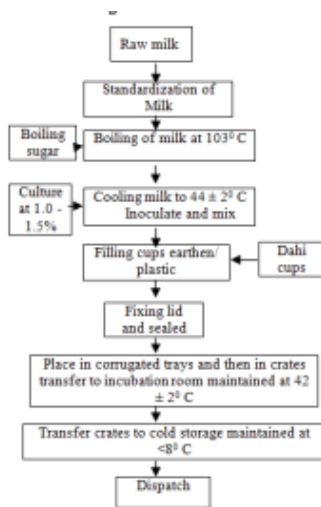 Raw milk
Standardization of
Milk
Boiling
sugar
Boiling of milk at 103⁰ C
Culture
at 1.0 -
1.5%
Cooling milk to 44 ± 2⁰ C
Inoculate and mix
Filling cups earthen/
plastic
Dahi
cups
Fixing lid
and sealed
Place in corrugated trays and then in crates
transfer to incubation room maintained at 42
± 2⁰ C
Transfer crates to cold storage maintained at
<8⁰ C
Dispatch